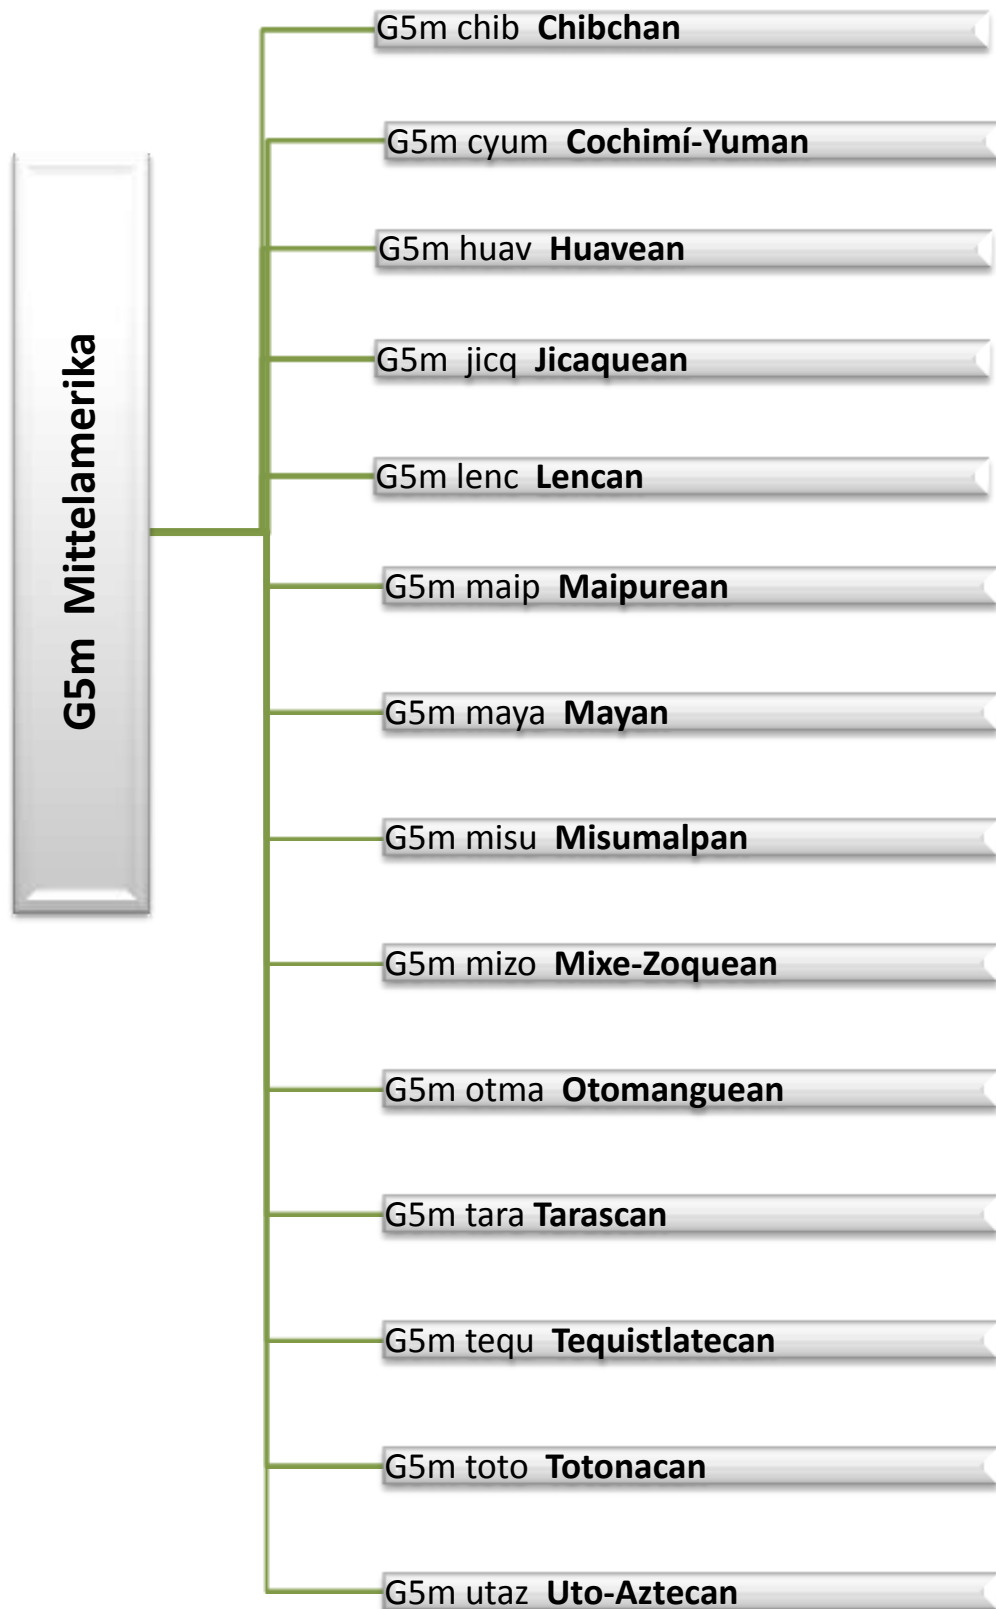 G5m Mittelamerika
G5m chib Chibchan
G5m cyum Cochimí-Yuman
G5m huav Huavean
G5m jicq Jicaquean
G5m lenc Lencan
G5m maip Maipurean
G5m maya Mayan
G5m misu Misumalpan
G5m mizo Mixe-Zoquean
G5m otma Otomanguean
G5m tara Tarascan
G5m tequ Tequistlatecan
G5m toto Totonacan
G5m utaz Uto-Aztecan